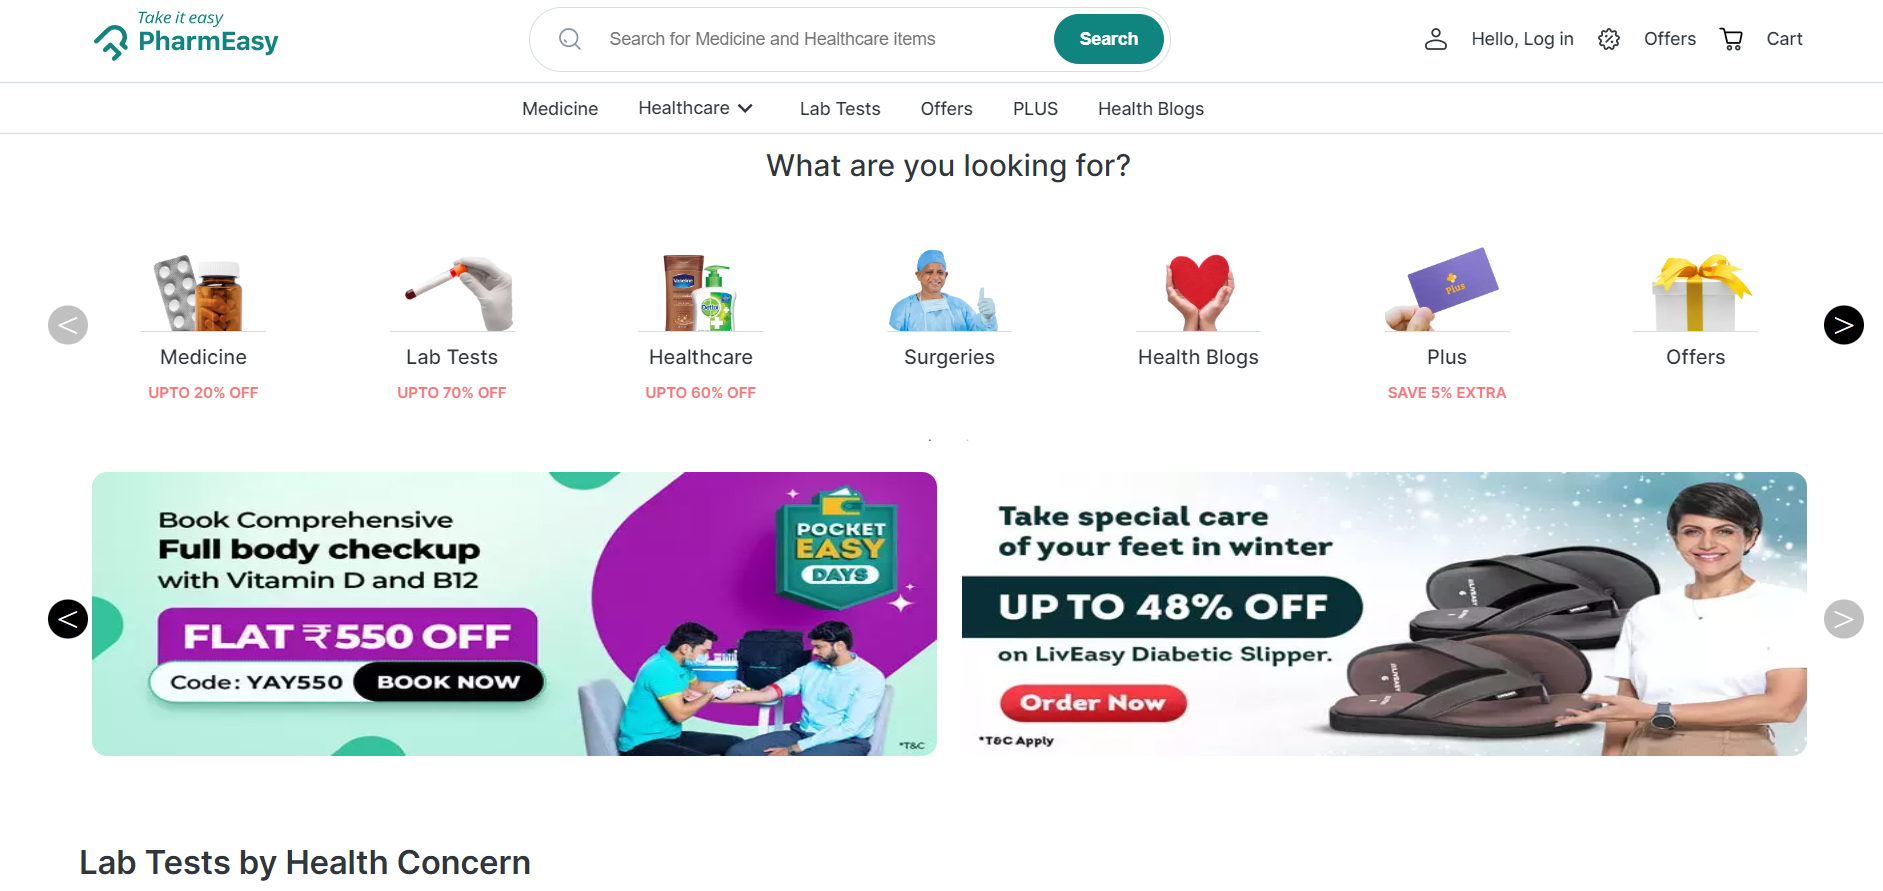 Take it easy
PharmEasy
Search for Medicine and Healthcare items
Search
Hello, Log in
Offers
Cart
Medicine
Healthcare
Lab Tests
Offers
PLUS
Health Blogs
What are you looking for?
Vaseline
Dettol
Plus
<
>
Medicine
Lab Tests
Healthcare
Surgeries
Health Blogs
Plus
Offers
UPTO 20% OFF
UPTO 70% OFF
UPTO 60% OFF
SAVE 5% EXTRA
Book Comprehensive
Full body checkup
with Vitamin D and B12
FLAT ₹550 OFF
Code: YAY550
BOOK NOW
POCKET
EASY
DAYS
*T&C
<
Take special care
of your feet in winter
UP TO 48% OFF
on LivEasy Diabetic Slipper.
Order Now
*T&C Apply
>
Lab Tests by Health Concern